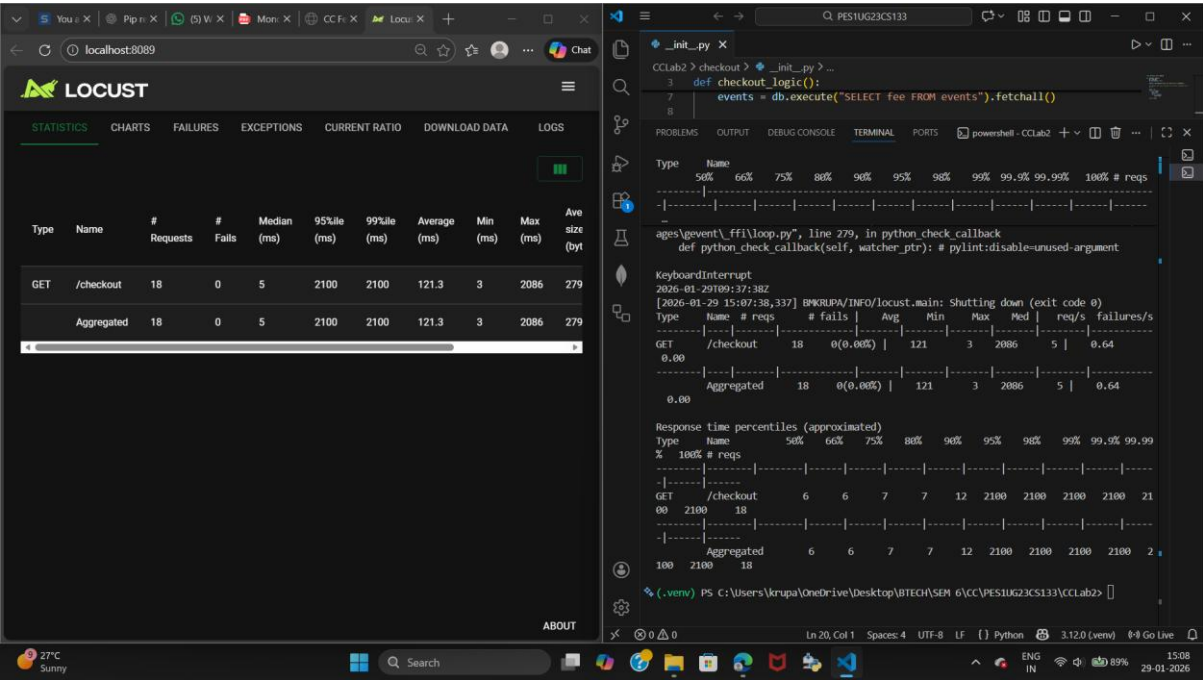 S You a × Pip n × (5) W × Mon × CC Fe × Locu × +
localhost:8089
Chat
LOCUST
STATISTICS CHARTS FAILURES EXCEPTIONS CURRENT RATIO DOWNLOAD DATA LOGS
Type Name # Requests # Fails Median (ms) 95%ile (ms) 99%ile (ms) Average (ms) Min (ms) Max (ms) Ave size (byt
GET /checkout 18 0 5 2100 2100 121.3 3 2086 279
Aggregated 18 0 5 2100 2100 121.3 3 2086 279
ABOUT
PES1UG23CS133
__init__.py ×
CCLab2 > checkout > __init__.py > ...
3 def checkout_logic():
7 events = db.execute("SELECT fee FROM events").fetchall()
8
PROBLEMS OUTPUT DEBUG CONSOLE TERMINAL PORTS powershell - CCLab2
Type Name
50% 66% 75% 80% 90% 95% 98% 99% 99.9% 99.99% 100% # reqs
--------|--------------------------------------------------------------
-|------|------|------|------|------|------|------|------|------|------
ages\gevent\_ffi\loop.py", line 279, in python_check_callback
def python_check_callback(self, watcher_ptr): # pylint:disable=unused-argument
KeyboardInterrupt
2026-01-29T09:37:38Z
[2026-01-29 15:07:38,337] BMKRUPA/INFO/locust.main: Shutting down (exit code 0)
Type Name # reqs # fails | Avg Min Max Med | req/s failures/s
--------|----|-------|-------------|-------|-------|-------|-------|--------|-----------
GET /checkout 18 0(0.00%) | 121 3 2086 5 | 0.64
0.00
--------|----|-------|-------------|-------|-------|-------|-------|--------|-----------
Aggregated 18 0(0.00%) | 121 3 2086 5 | 0.64
0.00
Response time percentiles (approximated)
Type Name 50% 66% 75% 80% 90% 95% 98% 99% 99.9% 99.99
% 100% # reqs
--------|--------|--------|------|------|------|------|------|------|------|------|-----
-|------|------
GET /checkout 6 6 7 7 12 2100 2100 2100 2100 21
00 2100 18
--------|--------|--------|------|------|------|------|------|------|------|------|-----
-|------|------
Aggregated 6 6 7 7 12 2100 2100 2100 2100 2
100 2100 18
(.venv) PS C:\Users\krupa\OneDrive\Desktop\BTECH\SEM 6\CC\PES1UG23CS133\CCLab2>
0 0 Ln 20, Col 1 Spaces: 4 UTF-8 LF {} Python 3.12.0 (.venv) Go Live
9 27°C
Sunny
Search
ENG
IN
89%
15:08
29-01-2026